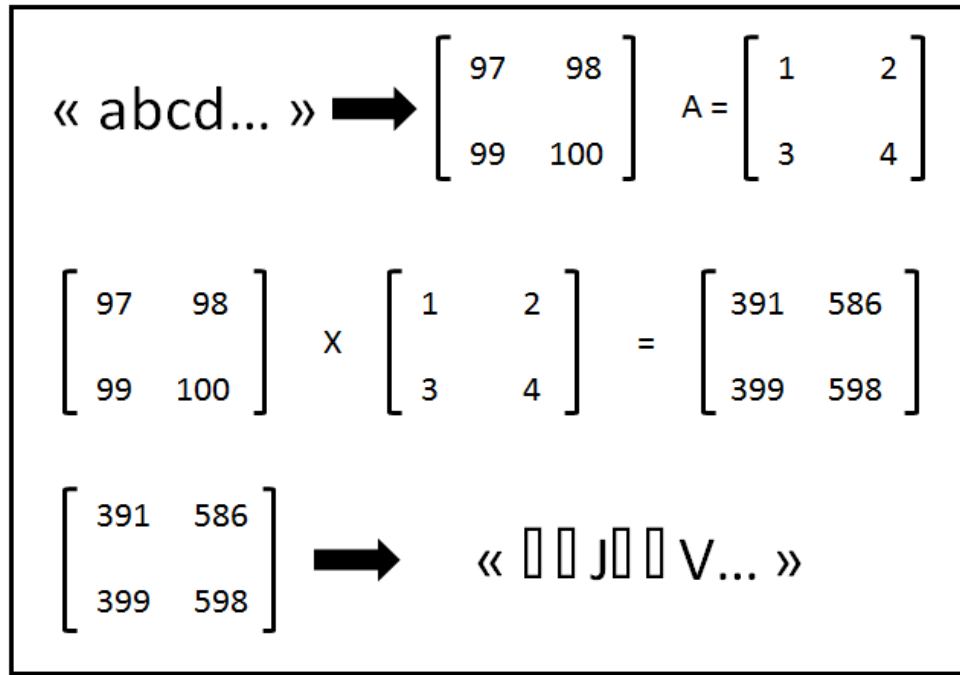 « abcd... » 97 98 A = 1 2
99 100 3 4
97 98 X 1 2 = 391 586
99 100 3 4 399 598
391 586 « ▯▯J▯▯V... »
399 598